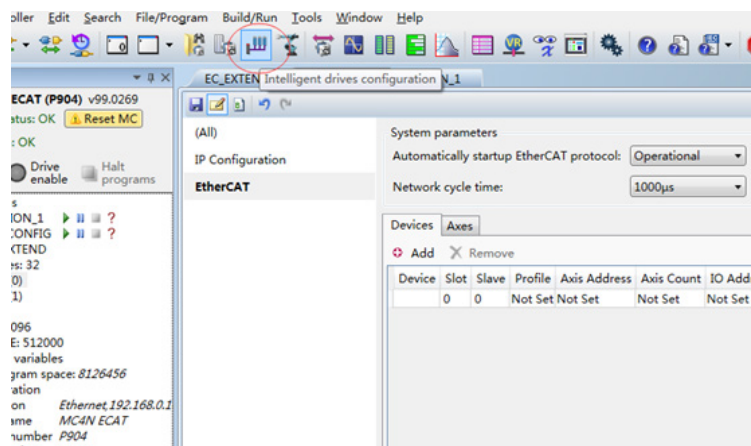 oller Edit Search File/Program Build/Run Tools Window Help
EC_EXTEN Intelligent drives configuration N_1
ECAT (P904) v99.0269
atus: OK Reset MC
: OK
Drive enable Halt programs
s
ION_1 ?
CONFIG ?
XTEND
es: 32
0)
1)
096
E: 512000
variables
gram space: 8126456
ration
on Ethernet,192.168.0.1
ame MC4N ECAT
number P904
(All)
IP Configuration
EtherCAT
System parameters
Automatically startup EtherCAT protocol: Operational
Network cycle time: 1000µs
Devices Axes
Add Remove
Device Slot Slave Profile Axis Address Axis Count IO Addr
0 0 Not Set Not Set Not Set Not Set